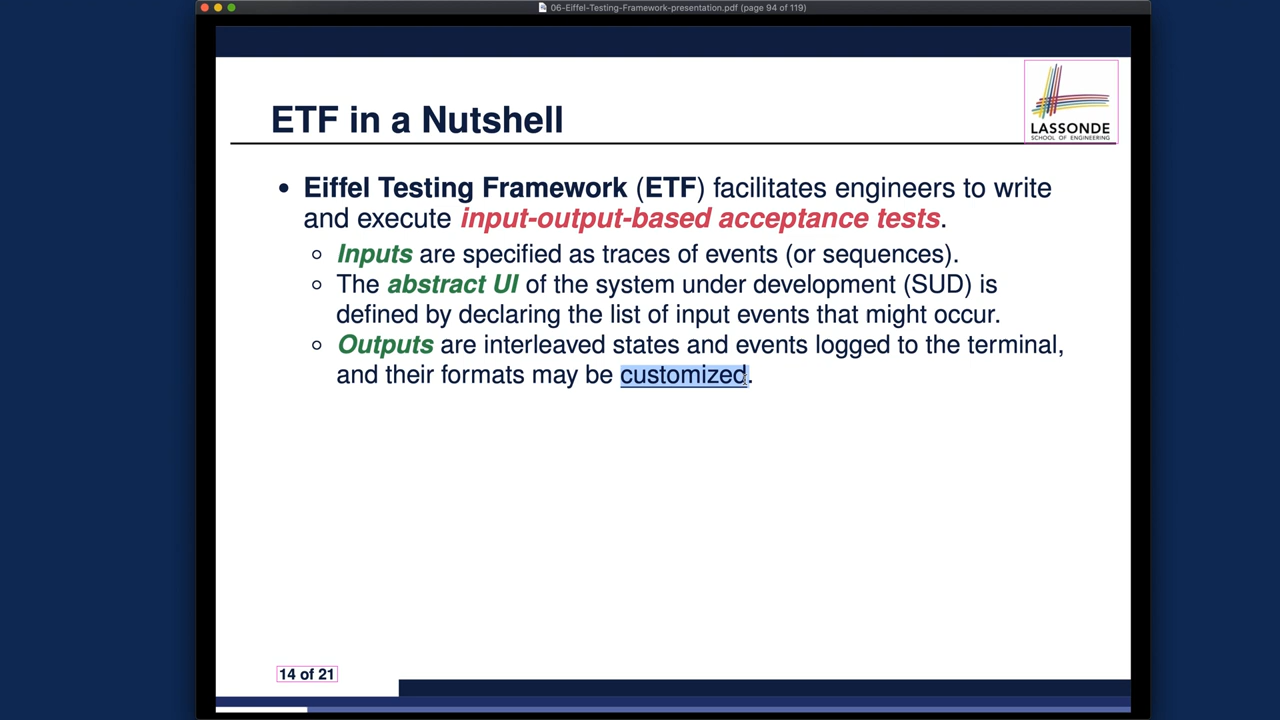 06-Eiffel-Testing-Framework-presentation.pdf (page 94 of 119)
ETF in a Nutshell
LASSONDE
SCHOOL OF ENGINEERING
• Eiffel Testing Framework (ETF) facilitates engineers to write
and execute input-output-based acceptance tests.
◦ Inputs are specified as traces of events (or sequences).
◦ The abstract UI of the system under development (SUD) is
defined by declaring the list of input events that might occur.
◦ Outputs are interleaved states and events logged to the terminal,
and their formats may be customized.
14 of 21